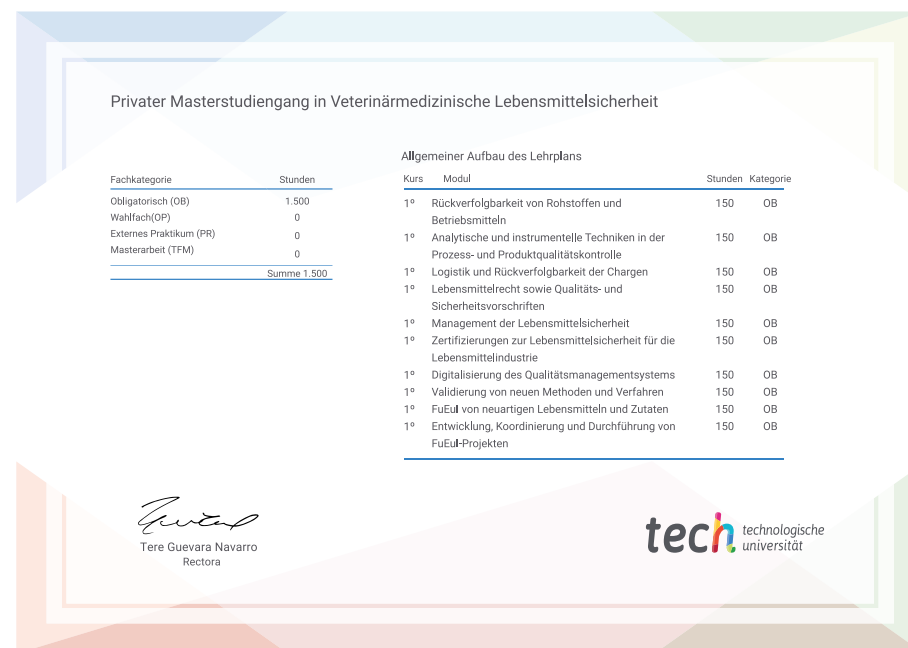 Privater Masterstudiengang in Veterinärmedizinische Lebensmittelsicherheit
Fachkategorie Stunden
Obligatorisch (OB) 1.500
Wahlfach(OP) 0
Externes Praktikum (PR) 0
Masterarbeit (TFM) 0
Summe 1.500
Allgemeiner Aufbau des Lehrplans
Kurs Modul Stunden Kategorie
1º Rückverfolgbarkeit von Rohstoffen und 150 OB
Betriebsmitteln
1º Analytische und instrumentelle Techniken in der 150 OB
Prozess- und Produktqualitätskontrolle
1º Logistik und Rückverfolgbarkeit der Chargen 150 OB
1º Lebensmittelrecht sowie Qualitäts- und 150 OB
Sicherheitsvorschriften
1º Management der Lebensmittelsicherheit 150 OB
1º Zertifizierungen zur Lebensmittelsicherheit für die 150 OB
Lebensmittelindustrie
1º Digitalisierung des Qualitätsmanagementsystems 150 OB
1º Validierung von neuen Methoden und Verfahren 150 OB
1º FuEuI von neuartigen Lebensmitteln und Zutaten 150 OB
1º Entwicklung, Koordinierung und Durchführung von 150 OB
FuEuI-Projekten
Tere Guevara Navarro
Rectora
tech technologische
universität